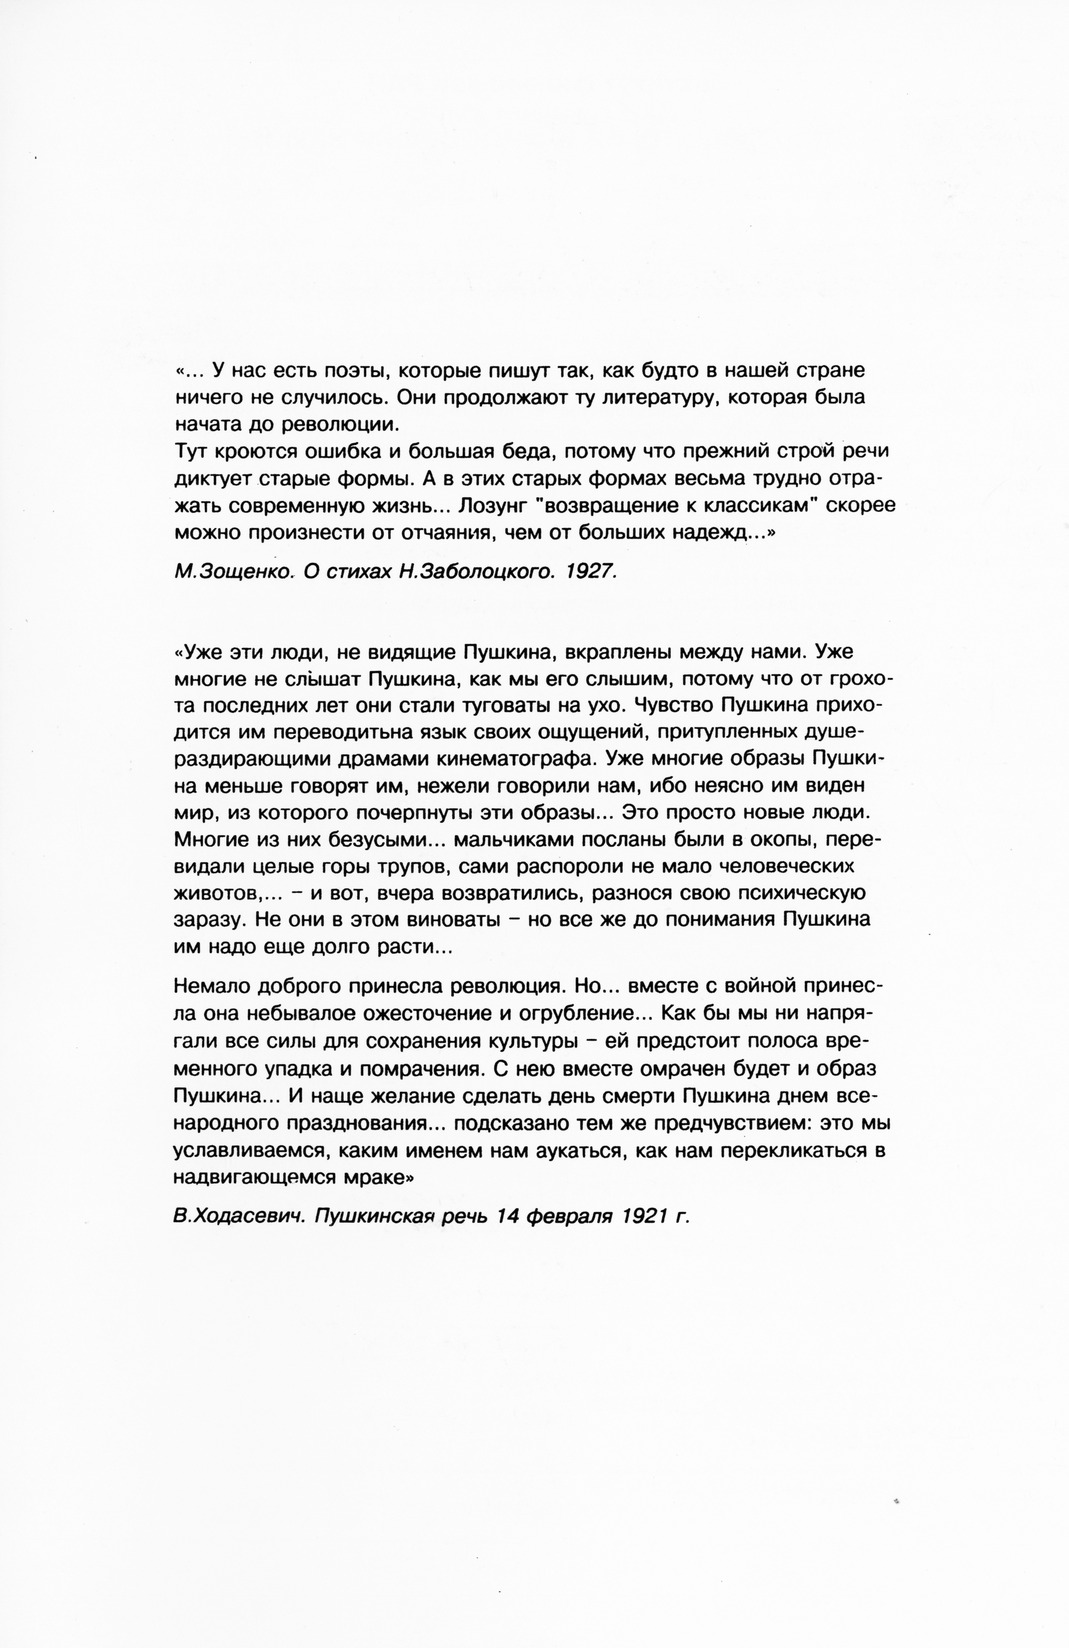 «... У нас есть поэты, которые пишут так, как будто в нашей стране
ничего не случилось. Они продолжают ту литературу, которая была
начата до революции.
Тут кроются ошибка и большая беда, потому что прежний строй речи
диктует старые формы. А в этих старых формах весьма трудно отра-
жать современную жизнь... Лозунг "возвращение к классикам" скорее
можно произнести от отчаяния, чем от больших надежд...»
М.Зощенко. О стихах Н.Заболоцкого. 1927.
«Уже эти люди, не видящие Пушкина, вкраплены между нами. Уже
многие не слышат Пушкина, как мы его слышим, потому что от грохо-
та последних лет они стали туговаты на ухо. Чувство Пушкина прихо-
дится им переводитьна язык своих ощущений, притупленных душе-
раздирающими драмами кинематографа. Уже многие образы Пушки-
на меньше говорят им, нежели говорили нам, ибо неясно им виден
мир, из которого почерпнуты эти образы... Это просто новые люди.
Многие из них безусыми... мальчиками посланы были в окопы, пере-
видали целые горы трупов, сами распороли не мало человеческих
животов,... – и вот, вчера возвратились, разнося свою психическую
заразу. Не они в этом виноваты – но все же до понимания Пушкина
им надо еще долго расти...
Немало доброго принесла революция. Но... вместе с войной принес-
ла она небывалое ожесточение и огрубление... Как бы мы ни напря-
гали все силы для сохранения культуры – ей предстоит полоса вре-
менного упадка и помрачения. С нею вместе омрачен будет и образ
Пушкина... И наще желание сделать день смерти Пушкина днем все-
народного празднования... подсказано тем же предчувствием: это мы
уславливаемся, каким именем нам аукаться, как нам перекликаться в
надвигающемся мраке»
В.Ходасевич. Пушкинская речь 14 февраля 1921 г.